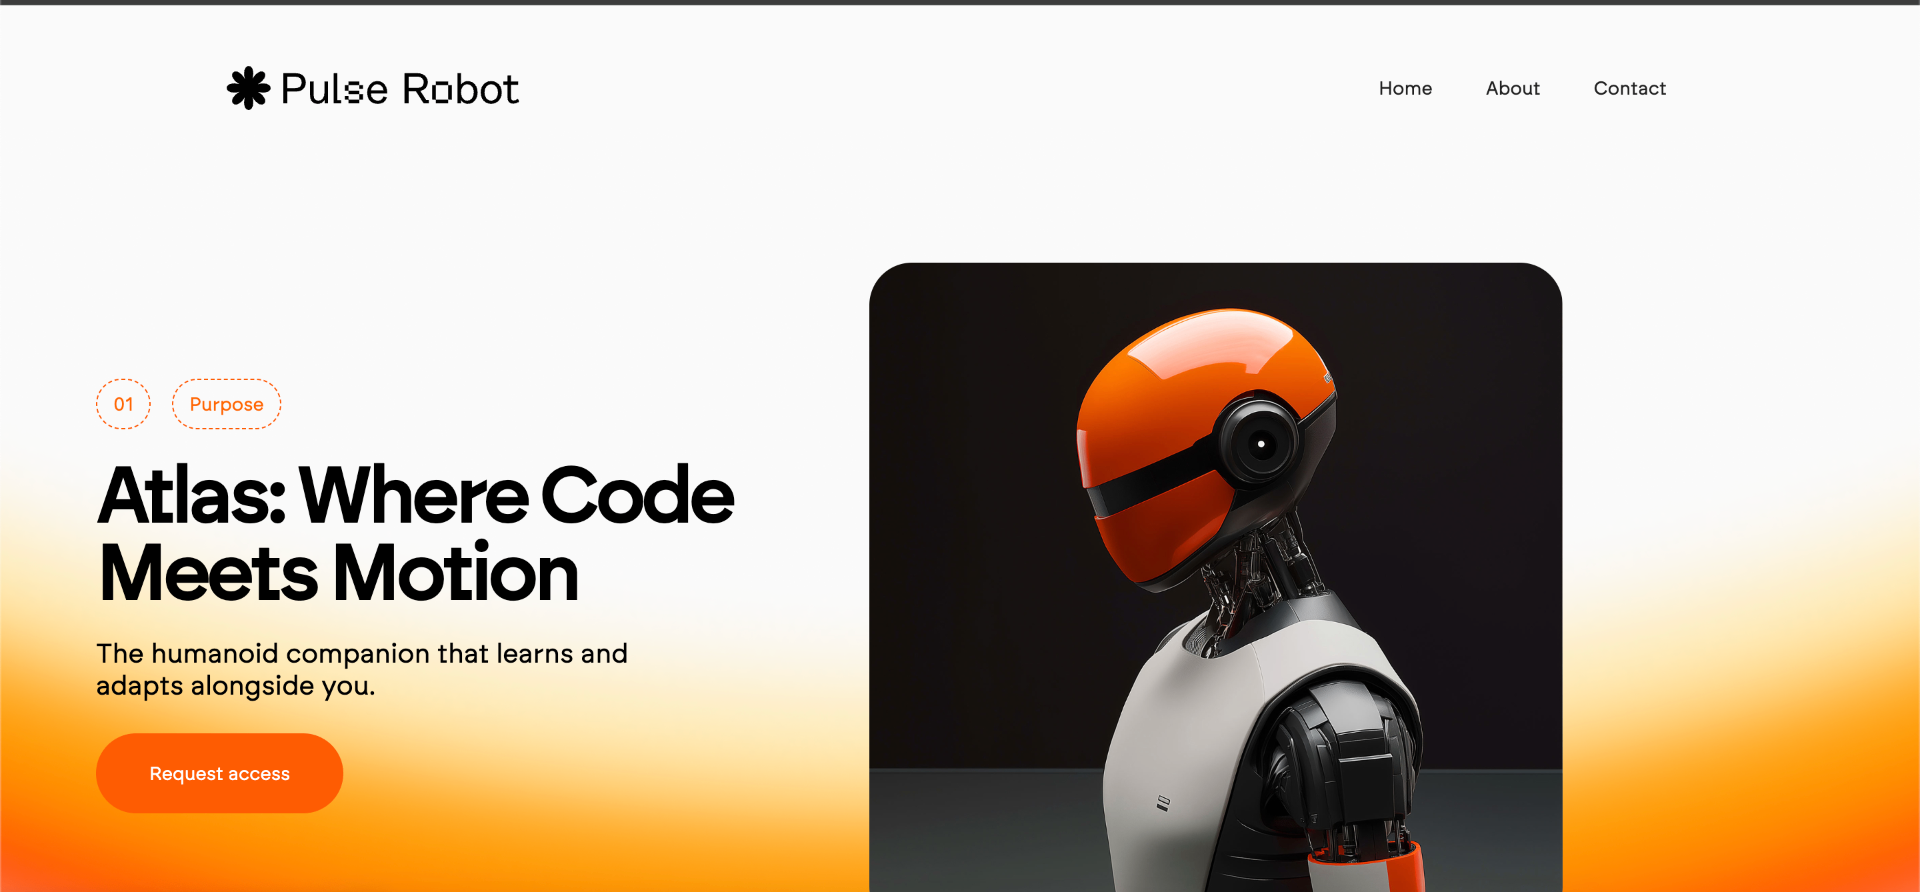 Pulse Robot
Home
About
Contact
01
Purpose
Atlas: Where Code
Meets Motion
The humanoid companion that learns and
adapts alongside you.
Request access